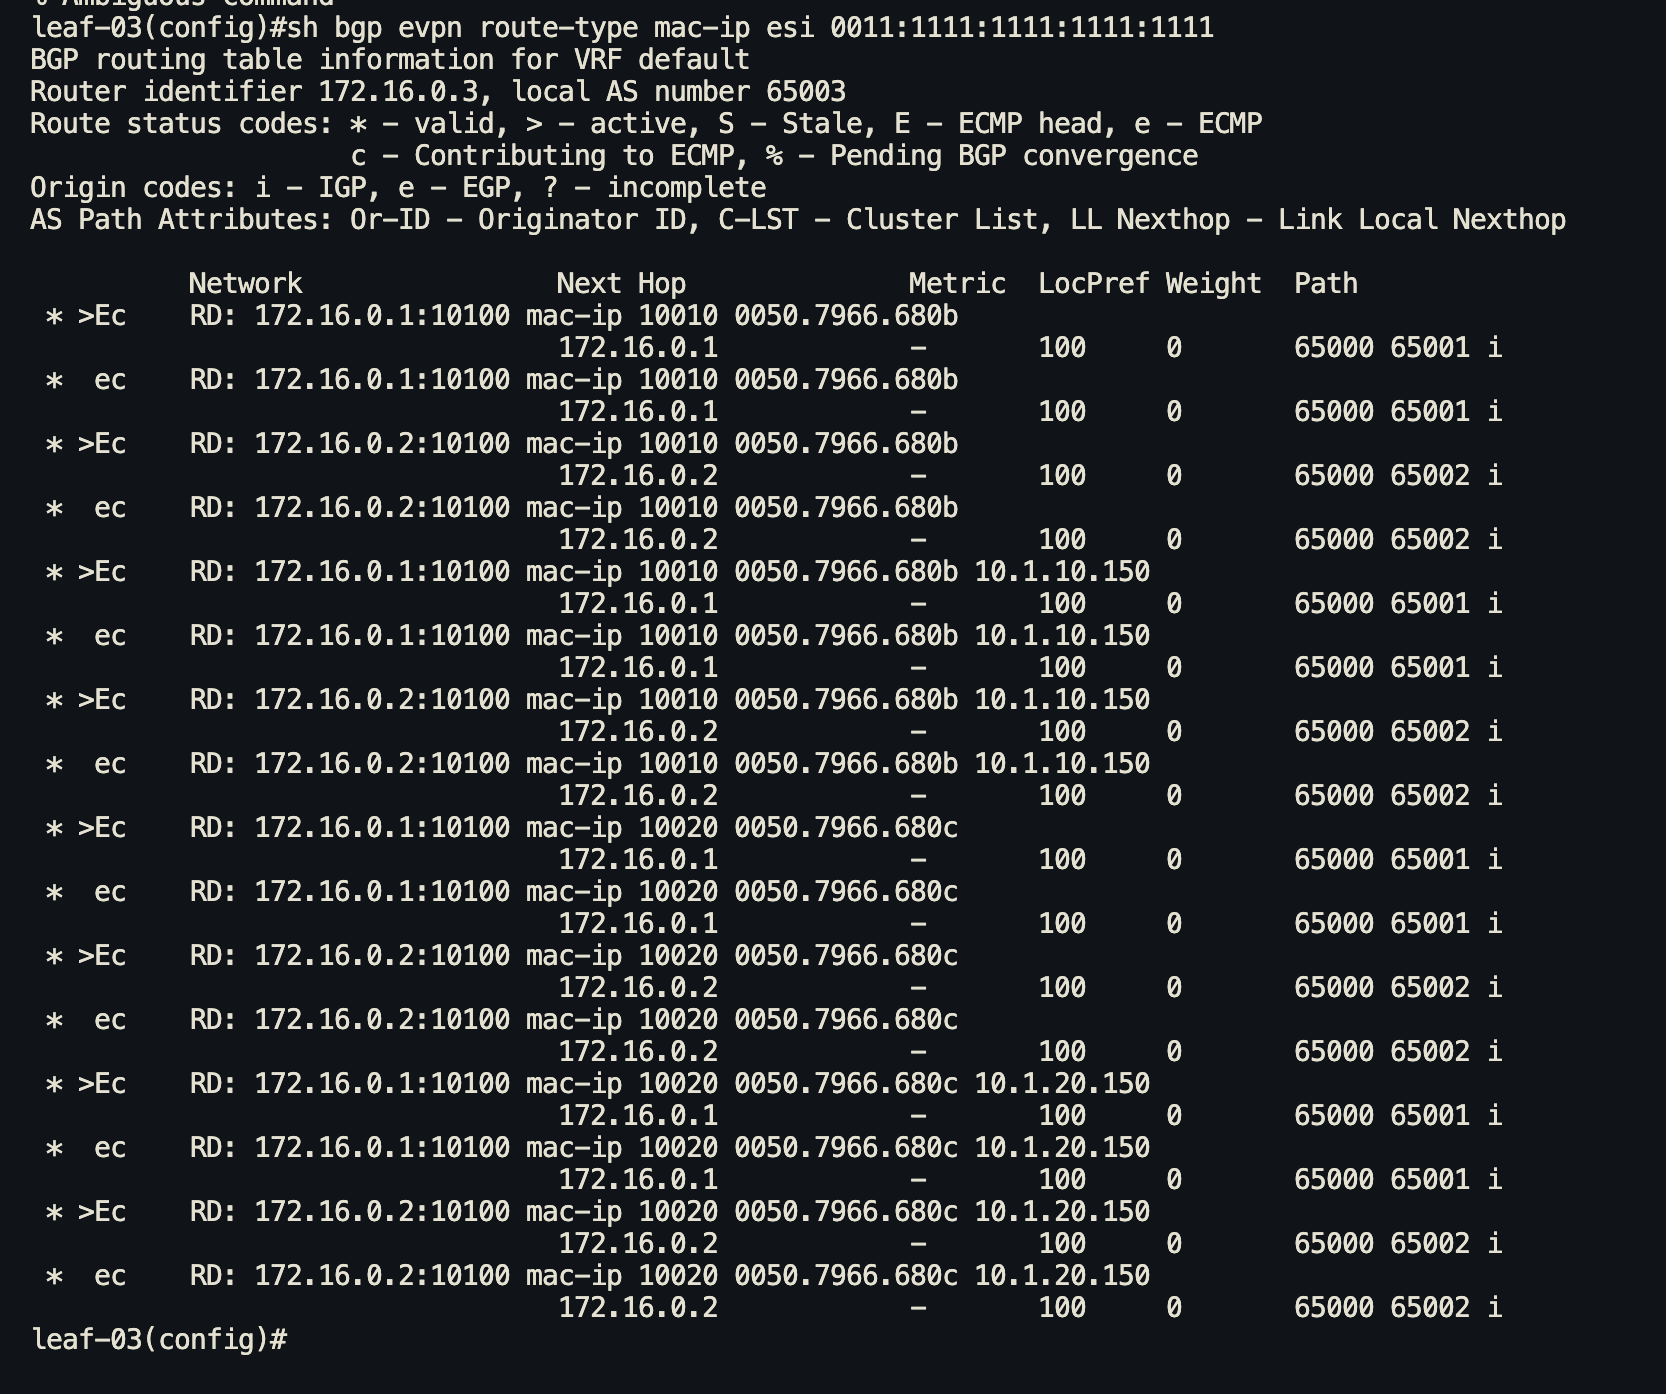 % Ambiguous command
leaf-03(config)#sh bgp evpn route-type mac-ip esi 0011:1111:1111:1111:1111
BGP routing table information for VRF default
Router identifier 172.16.0.3, local AS number 65003
Route status codes: * - valid, > - active, S - Stale, E - ECMP head, e - ECMP
                    c - Contributing to ECMP, % - Pending BGP convergence
Origin codes: i - IGP, e - EGP, ? - incomplete
AS Path Attributes: Or-ID - Originator ID, C-LST - Cluster List, LL Nexthop - Link Local Nexthop
          Network                Next Hop              Metric  LocPref Weight  Path
 * >Ec    RD: 172.16.0.1:10100 mac-ip 10010 0050.7966.680b
                                 172.16.0.1            -       100     0       65000 65001 i
 *  ec    RD: 172.16.0.1:10100 mac-ip 10010 0050.7966.680b
                                 172.16.0.1            -       100     0       65000 65001 i
 * >Ec    RD: 172.16.0.2:10100 mac-ip 10010 0050.7966.680b
                                 172.16.0.2            -       100     0       65000 65002 i
 *  ec    RD: 172.16.0.2:10100 mac-ip 10010 0050.7966.680b
                                 172.16.0.2            -       100     0       65000 65002 i
 * >Ec    RD: 172.16.0.1:10100 mac-ip 10010 0050.7966.680b 10.1.10.150
                                 172.16.0.1            -       100     0       65000 65001 i
 *  ec    RD: 172.16.0.1:10100 mac-ip 10010 0050.7966.680b 10.1.10.150
                                 172.16.0.1            -       100     0       65000 65001 i
 * >Ec    RD: 172.16.0.2:10100 mac-ip 10010 0050.7966.680b 10.1.10.150
                                 172.16.0.2            -       100     0       65000 65002 i
 *  ec    RD: 172.16.0.2:10100 mac-ip 10010 0050.7966.680b 10.1.10.150
                                 172.16.0.2            -       100     0       65000 65002 i
 * >Ec    RD: 172.16.0.1:10100 mac-ip 10020 0050.7966.680c
                                 172.16.0.1            -       100     0       65000 65001 i
 *  ec    RD: 172.16.0.1:10100 mac-ip 10020 0050.7966.680c
                                 172.16.0.1            -       100     0       65000 65001 i
 * >Ec    RD: 172.16.0.2:10100 mac-ip 10020 0050.7966.680c
                                 172.16.0.2            -       100     0       65000 65002 i
 *  ec    RD: 172.16.0.2:10100 mac-ip 10020 0050.7966.680c
                                 172.16.0.2            -       100     0       65000 65002 i
 * >Ec    RD: 172.16.0.1:10100 mac-ip 10020 0050.7966.680c 10.1.20.150
                                 172.16.0.1            -       100     0       65000 65001 i
 *  ec    RD: 172.16.0.1:10100 mac-ip 10020 0050.7966.680c 10.1.20.150
                                 172.16.0.1            -       100     0       65000 65001 i
 * >Ec    RD: 172.16.0.2:10100 mac-ip 10020 0050.7966.680c 10.1.20.150
                                 172.16.0.2            -       100     0       65000 65002 i
 *  ec    RD: 172.16.0.2:10100 mac-ip 10020 0050.7966.680c 10.1.20.150
                                 172.16.0.2            -       100     0       65000 65002 i
leaf-03(config)#